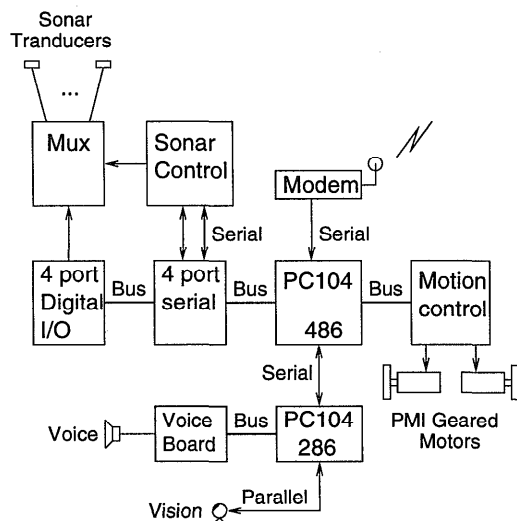 Sonar
Tranducers
...
Mux
Sonar
Control
Modem
Serial
Serial
4 port
Digital
I/O
Bus
4 port
serial
Bus
PC104
486
Bus
Motion
control
Serial
PMI Geared
Motors
Voice
Voice
Board
Bus
PC104
286
Parallel
Vision